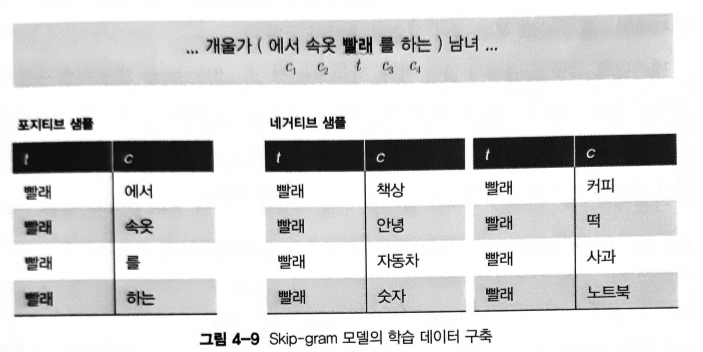 ... 개울가 ( 에서 속옷 빨래 를 하는 ) 남녀 ...
c₁ c₂ t c₃ c₄
포지티브 샘플
t c
빨래 에서
빨래 속옷
빨래 를
빨래 하는
네거티브 샘플
t c t c
빨래 책상 빨래 커피
빨래 안녕 빨래 떡
빨래 자동차 빨래 사과
빨래 숫자 빨래 노트북
그림 4-9 Skip-gram 모델의 학습 데이터 구축